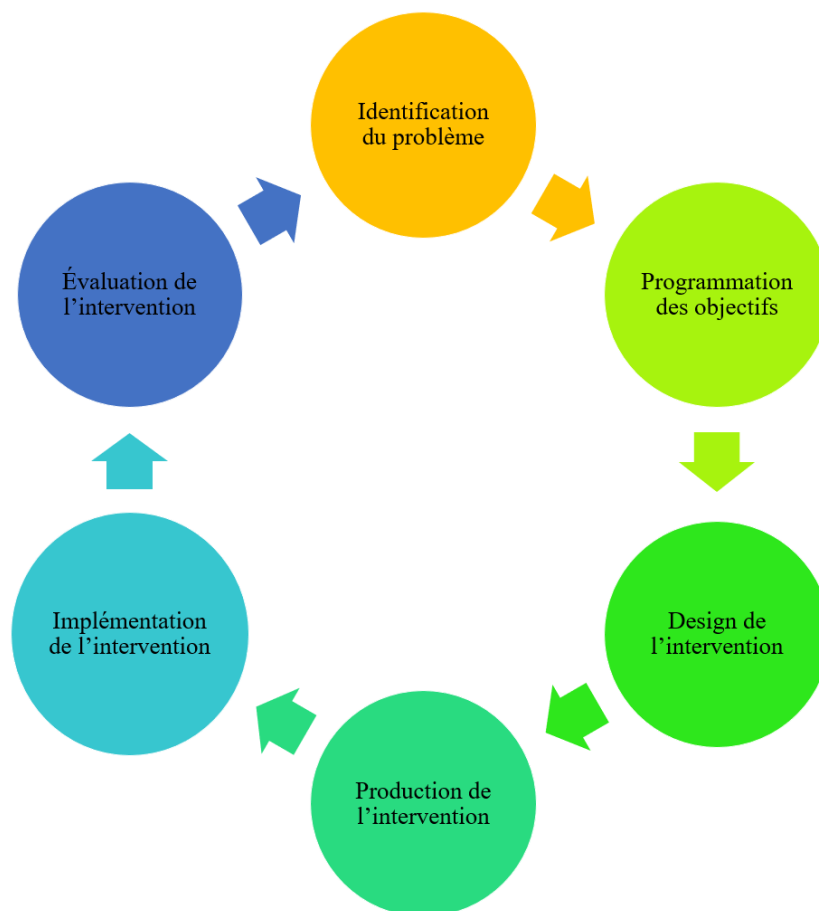 Identification
du problème
Programmation
des objectifs
Design de
l’intervention
Production de
l’intervention
Implémentation
de l’intervention
Évaluation de
l’intervention